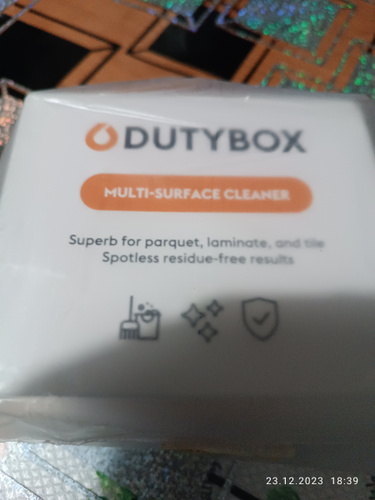 DUTYBOX
MULTI-SURFACE CLEANER
Superb for parquet, laminate, and tile
Spotless residue-free results
23.12.2023 18:39